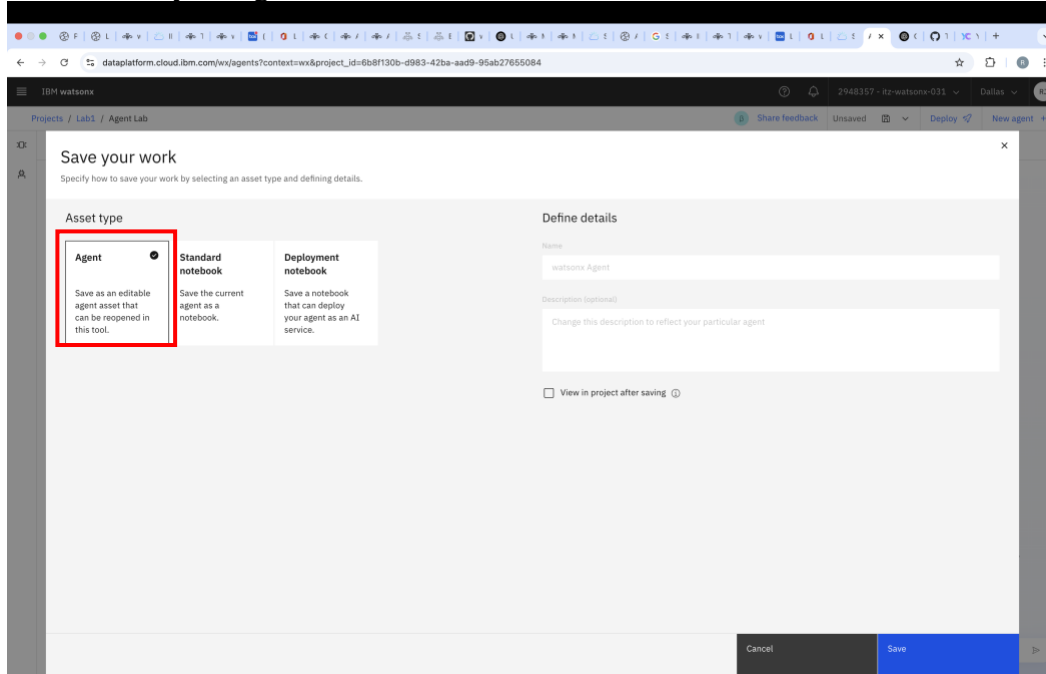 dataplatform.cloud.ibm.com/wx/agents?context=wx&project_id=6b8f130b-d983-42ba-aad9-95ab27655084
IBM watsonx
2948357 - itz-watsonx-031
Dallas
Projects / Lab1 / Agent Lab
Share feedback
Unsaved
Deploy
New agent +
Save your work
Specify how to save your work by selecting an asset type and defining details.
Asset type
Agent
Save as an editable
agent asset that
can be reopened in
this tool.
Standard
notebook
Save the current
agent as a
notebook.
Deployment
notebook
Save a notebook
that can deploy
your agent as an AI
service.
Define details
Name
watsonx Agent
Description (optional)
Change this description to reflect your particular agent
View in project after saving
Cancel
Save